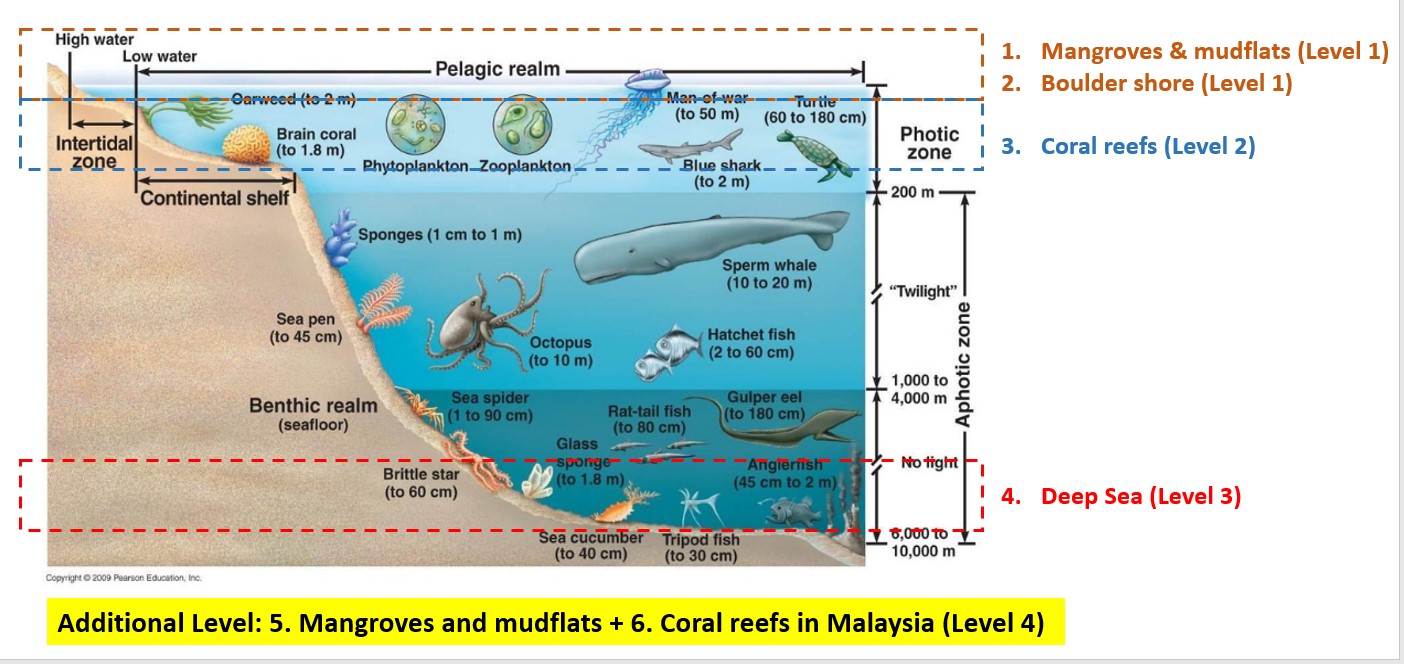 High water
Low water
Pelagic realm
1. Mangroves & mudflats (Level 1)
2. Boulder shore (Level 1)
Oarweed (to 2 m)
Man-of-war
(to 50 m)
Turtle
(60 to 180 cm)
Intertidal
zone
Brain coral
(to 1.8 m)
Phytoplankton
Zooplankton
Blue shark
(to 2 m)
Photic
zone
3. Coral reefs (Level 2)
Continental shelf
200 m
Sponges (1 cm to 1 m)
Sperm whale
(10 to 20 m)
"Twilight"
Sea pen
(to 45 cm)
Octopus
(to 10 m)
Hatchet fish
(2 to 60 cm)
Aphotic zone
1,000 to
4,000 m
Benthic realm
(seafloor)
Sea spider
(1 to 90 cm)
Rat-tail fish
(to 80 cm)
Gulper eel
(to 180 cm)
Glass
sponge
(to 1.8 m)
Anglerfish
(45 cm to 2 m)
No light
Brittle star
(to 60 cm)
4. Deep Sea (Level 3)
Sea cucumber
(to 40 cm)
Tripod fish
(to 30 cm)
6,000 to
10,000 m
Copyright © 2009 Pearson Education, Inc.
Additional Level: 5. Mangroves and mudflats + 6. Coral reefs in Malaysia (Level 4)